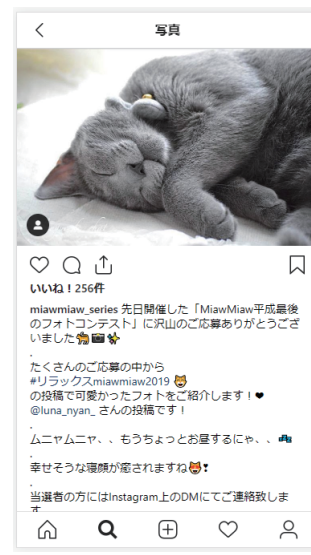 写真
いいね！256件
miawmiaw_series 先日開催した「MiawMiaw平成最後
のフォトコンテスト」に沢山のご応募ありがとうござ
いました🐅📷✨
.
たくさんのご応募の中から
#リラックスmiawmiaw2019 🐯
の投稿で可愛かったフォトをご紹介します！❤
@luna_nyan_ さんの投稿です！
.
ムニャムニャ、、もうちょっとお昼するにゃ、、💤
.
幸せそうな寝顔が癒されますね🐯❣
.
当選者の方にはInstagram上のDMにてご連絡致しま
す